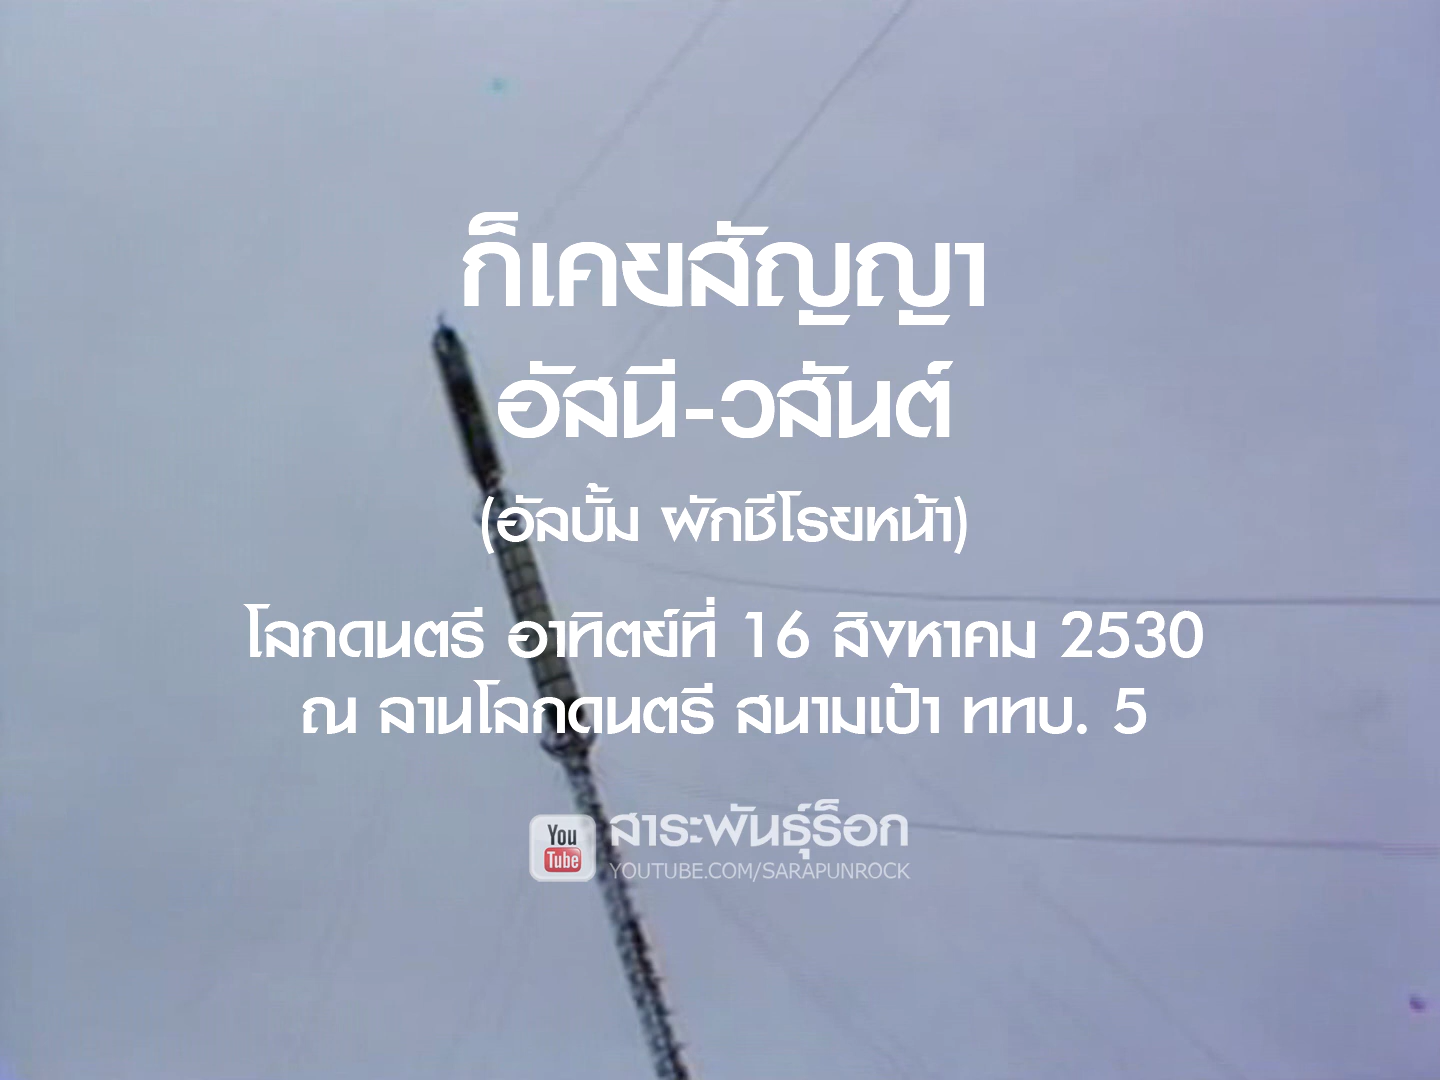 ก็เคยสัญญา
อัสนี-วสันต์
(อัลบั้ม ผักชีโรยหน้า)
โลกดนตรี อาทิตย์ที่ 16 สิงหาคม 2530
ณ ลานโลกดนตรี สนามเป้า ททบ. 5
You
Tube
สาระพันธุ์ร็อก
YOUTUBE.COM/SARAPUNROCK